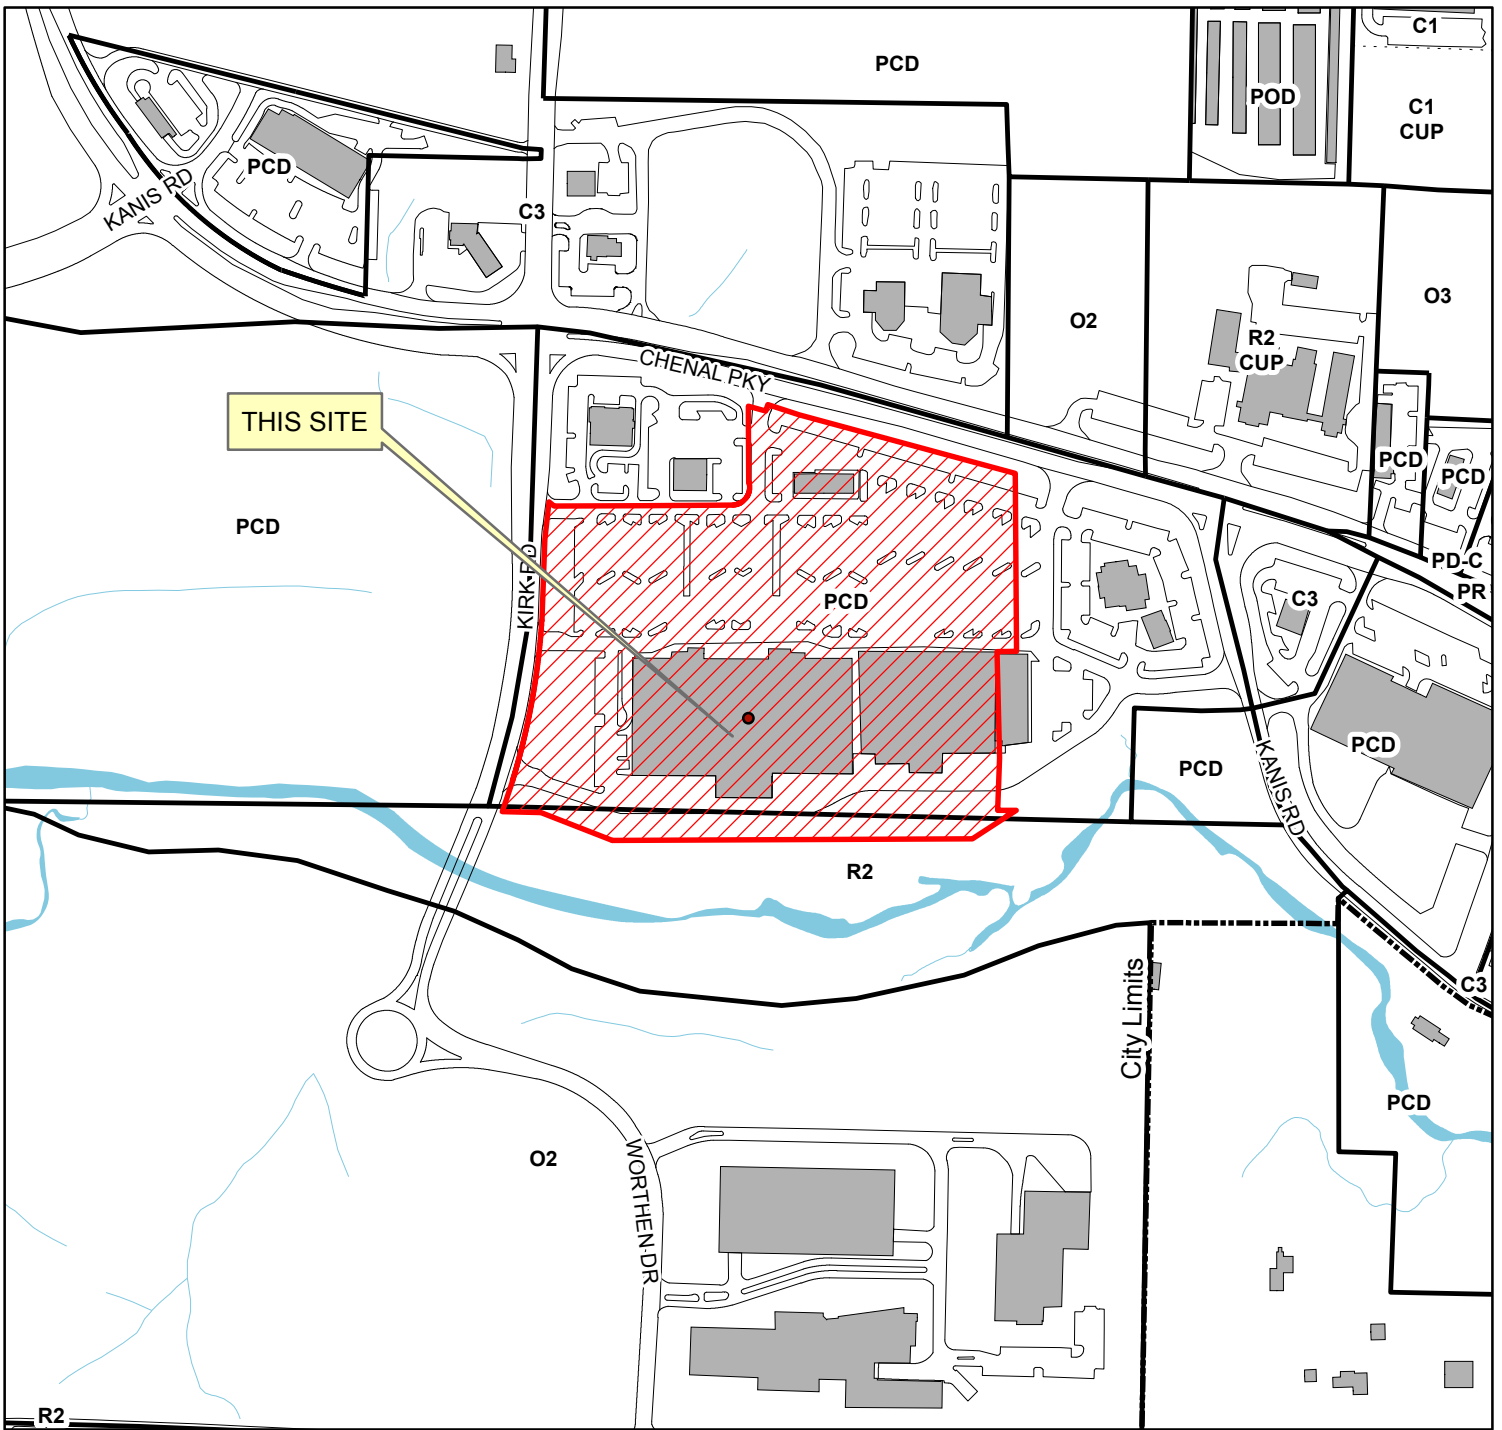 C1
PCD
POD
C1
CUP
PCD
KANIS RD
C3
O3
O2
R2
CUP
CHENAL PKY
THIS SITE
PCD
PCD
PCD
KIRK RD
PD-C
PR
PCD
C3
PCD
PCD
KANIS RD
R2
City Limits
C3
PCD
O2
WORTHEN DR
R2